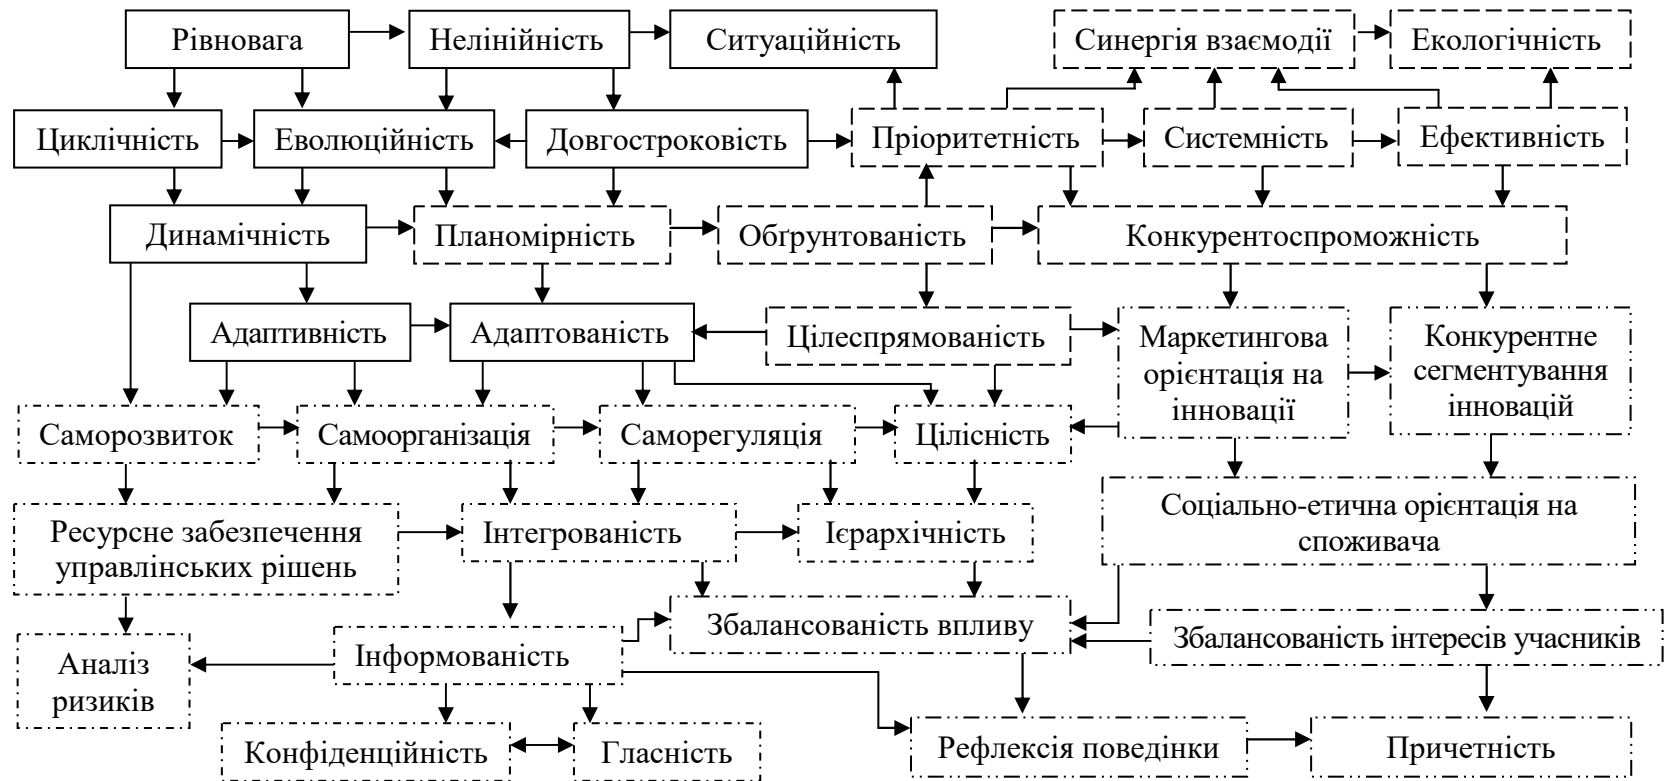 Рівновага
Нелінійність
Ситуаційність
Синергія взаємодії
Екологічність
Циклічність
Еволюційність
Довгостроковість
Пріоритетність
Системність
Ефективність
Динамічність
Планомірність
Обґрунтованість
Конкурентоспроможність
Адаптивність
Адаптованість
Цілеспрямованість
Маркетингова
орієнтація на
інновації
Конкурентне
сегментування
інновацій
Саморозвиток
Самоорганізація
Саморегуляція
Цілісність
Ресурсне забезпечення
управлінських рішень
Інтегрованість
Ієрархічність
Соціально-етична орієнтація на
споживача
Аналіз
ризиків
Інформованість
Збалансованість впливу
Збалансованість інтересів учасників
Конфіденційність
Гласність
Рефлексія поведінки
Причетність